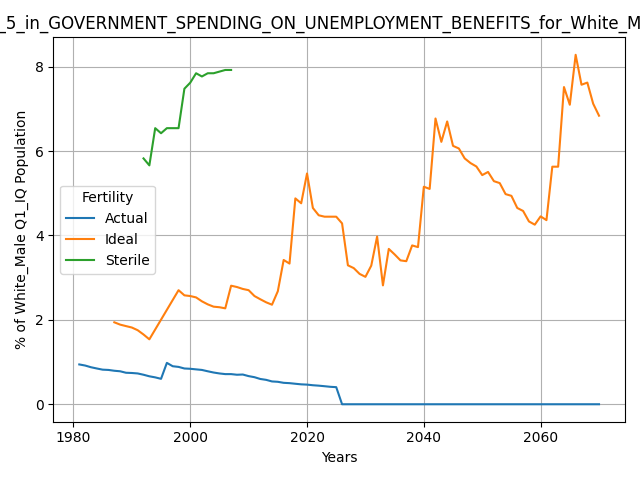 _5_in_GOVERNMENT_SPENDING_ON_UNEMPLOYMENT_BENEFITS_for_White_M
% of White_Male Q1_IQ Population
8
6
4
2
0
Fertility
Actual
Ideal
Sterile
1980
2000
2020
2040
2060
Years